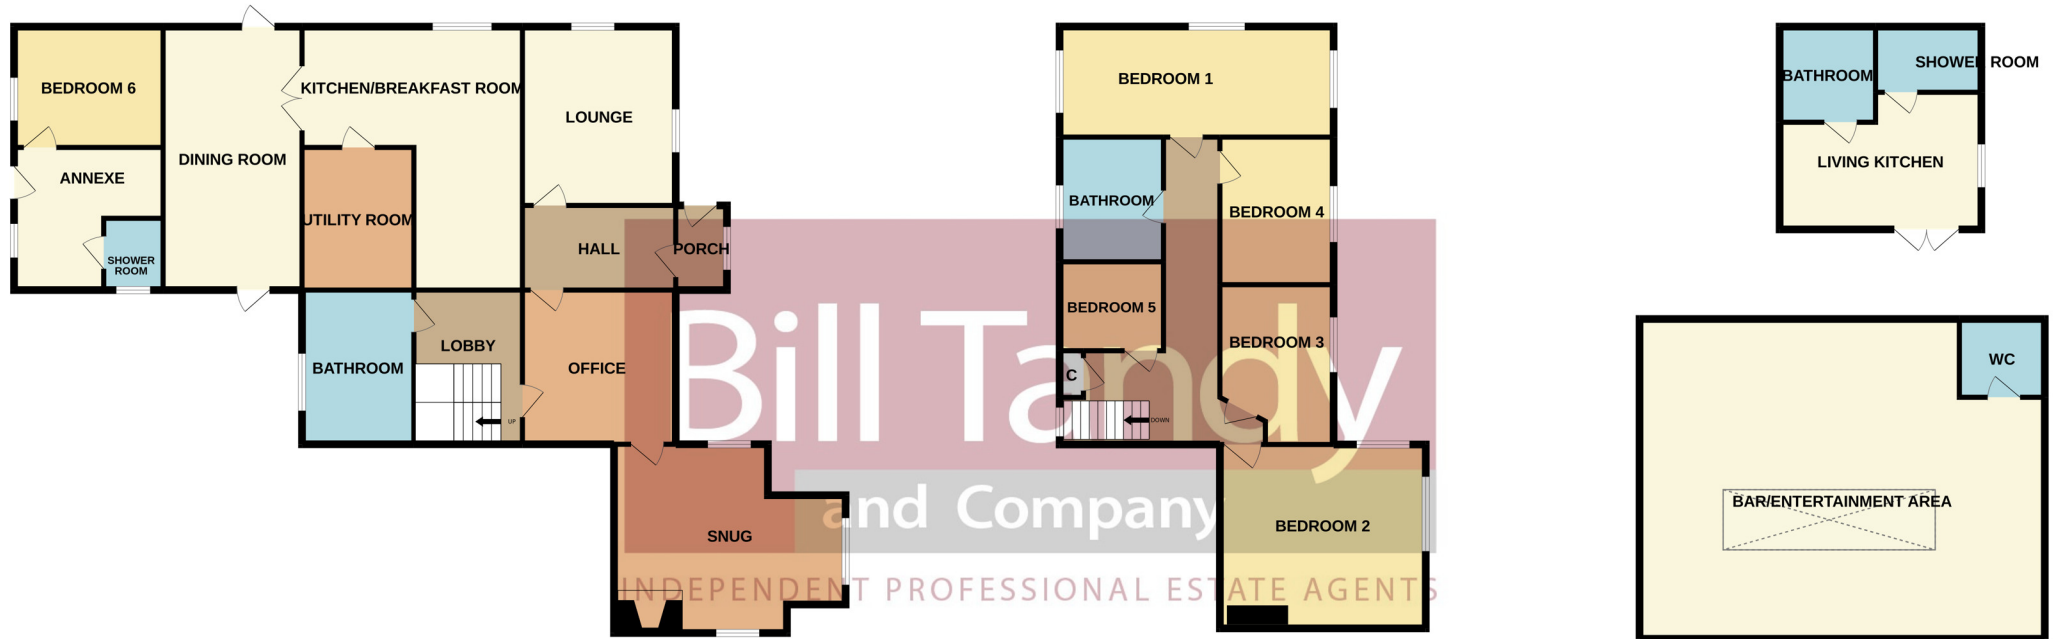 BEDROOM 6
KITCHEN/BREAKFAST ROOM
LOUNGE
DINING ROOM
ANNEXE
UTILITY ROOM
SHOWER
ROOM
HALL
PORCH
BATHROOM
LOBBY
UP
OFFICE
SNUG
BEDROOM 1
BATHROOM
BEDROOM 4
BEDROOM 5
BEDROOM 3
C
DOWN
BEDROOM 2
BATHROOM
SHOWER ROOM
LIVING KITCHEN
WC
BAR/ENTERTAINMENT AREA
Bill Tandy
and Company
INDEPENDENT PROFESSIONAL ESTATE AGENTS